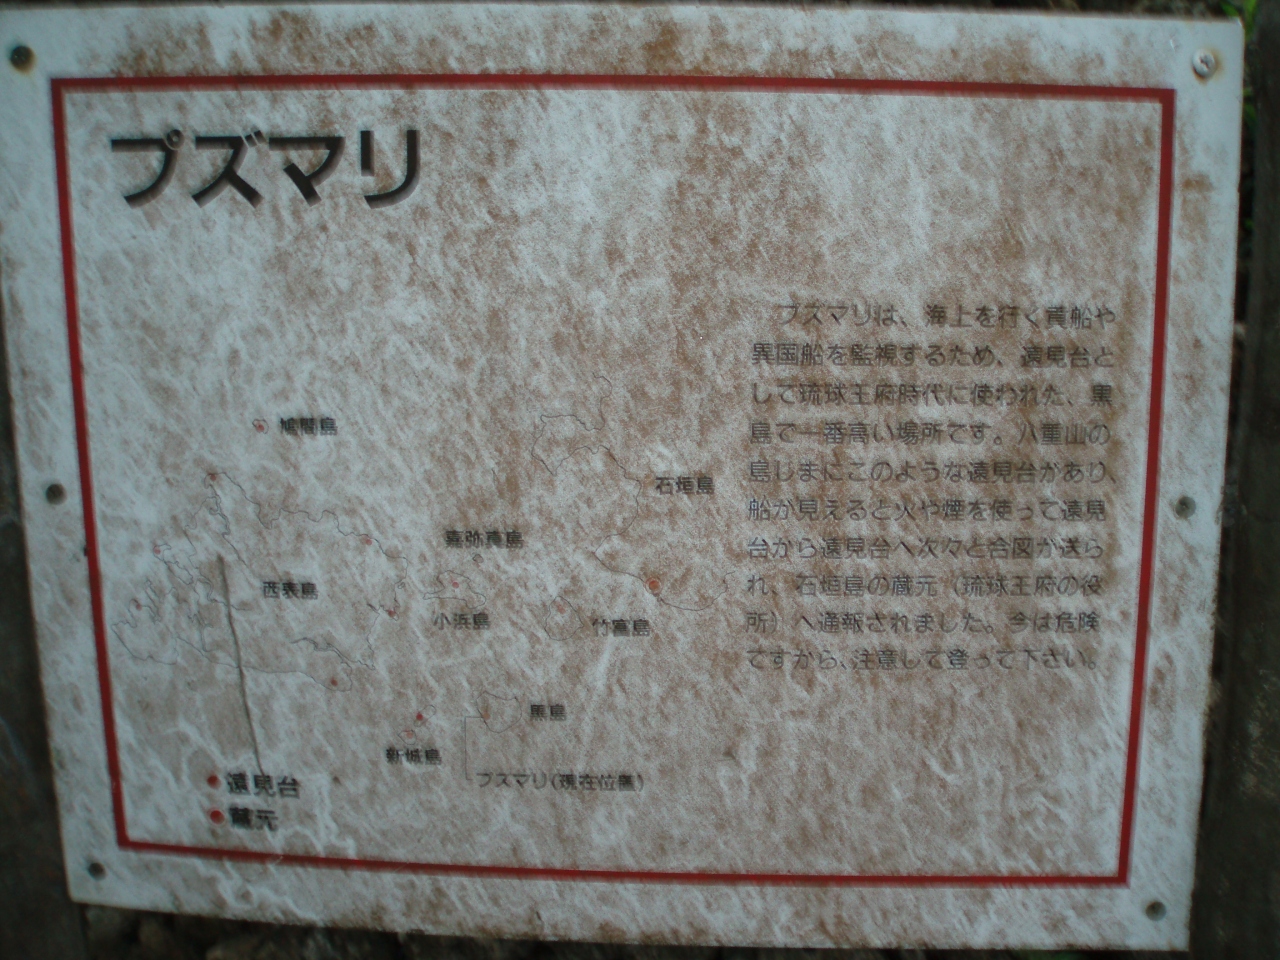 プズマリ
プズマリは、海上を行く貢船や
異国船を監視するため、遠見台と
して琉球王府時代に使われた、黒
島で一番高い場所です。八重山の
島じまにこのような遠見台があり
船が見えると火や煙を使って遠見
台から遠見台へ次々と合図が送ら
れ、石垣島の蔵元（琉球王府の役
所）へ通報されました。今は危険
ですから、注意して登って下さい。
鳩間島
石垣島
嘉弥真島
西表島
小浜島
竹富島
黒島
新城島
プズマリ（現在位置）
遠見台
蔵元